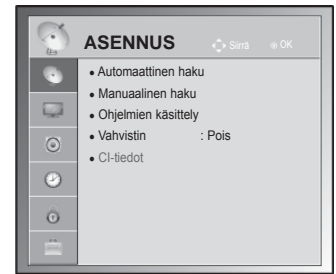 ASENNUS Siirrä OK
• Automaattinen haku
• Manuaalinen haku
• Ohjelmien käsittely
• Vahvistin : Pois
• CI-tiedot